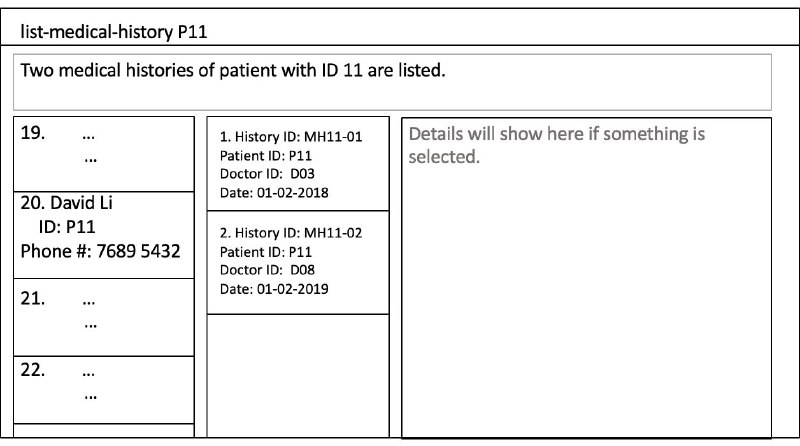 list-medical-history P11
Two medical histories of patient with ID 11 are listed.
19. ...
...
20. David Li
ID: P11
Phone #: 7689 5432
21. ...
...
22. ...
...
1. History ID: MH11-01
Patient ID: P11
Doctor ID: D03
Date: 01-02-2018
2. History ID: MH11-02
Patient ID: P11
Doctor ID: D08
Date: 01-02-2019
Details will show here if something is
selected.